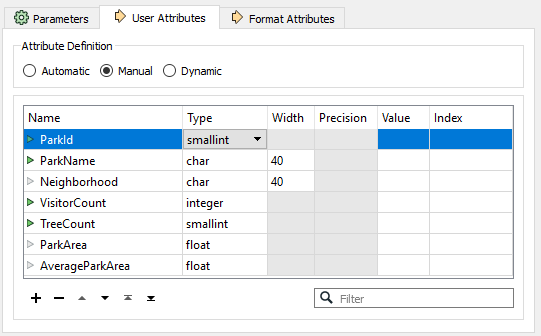 Parameters User Attributes Format Attributes
Attribute Definition
Automatic Manual Dynamic
Name Type Width Precision Value Index
ParkId smallint
ParkName char 40
Neighborhood char 40
VisitorCount integer
TreeCount smallint
ParkArea float
AverageParkArea float
Filter